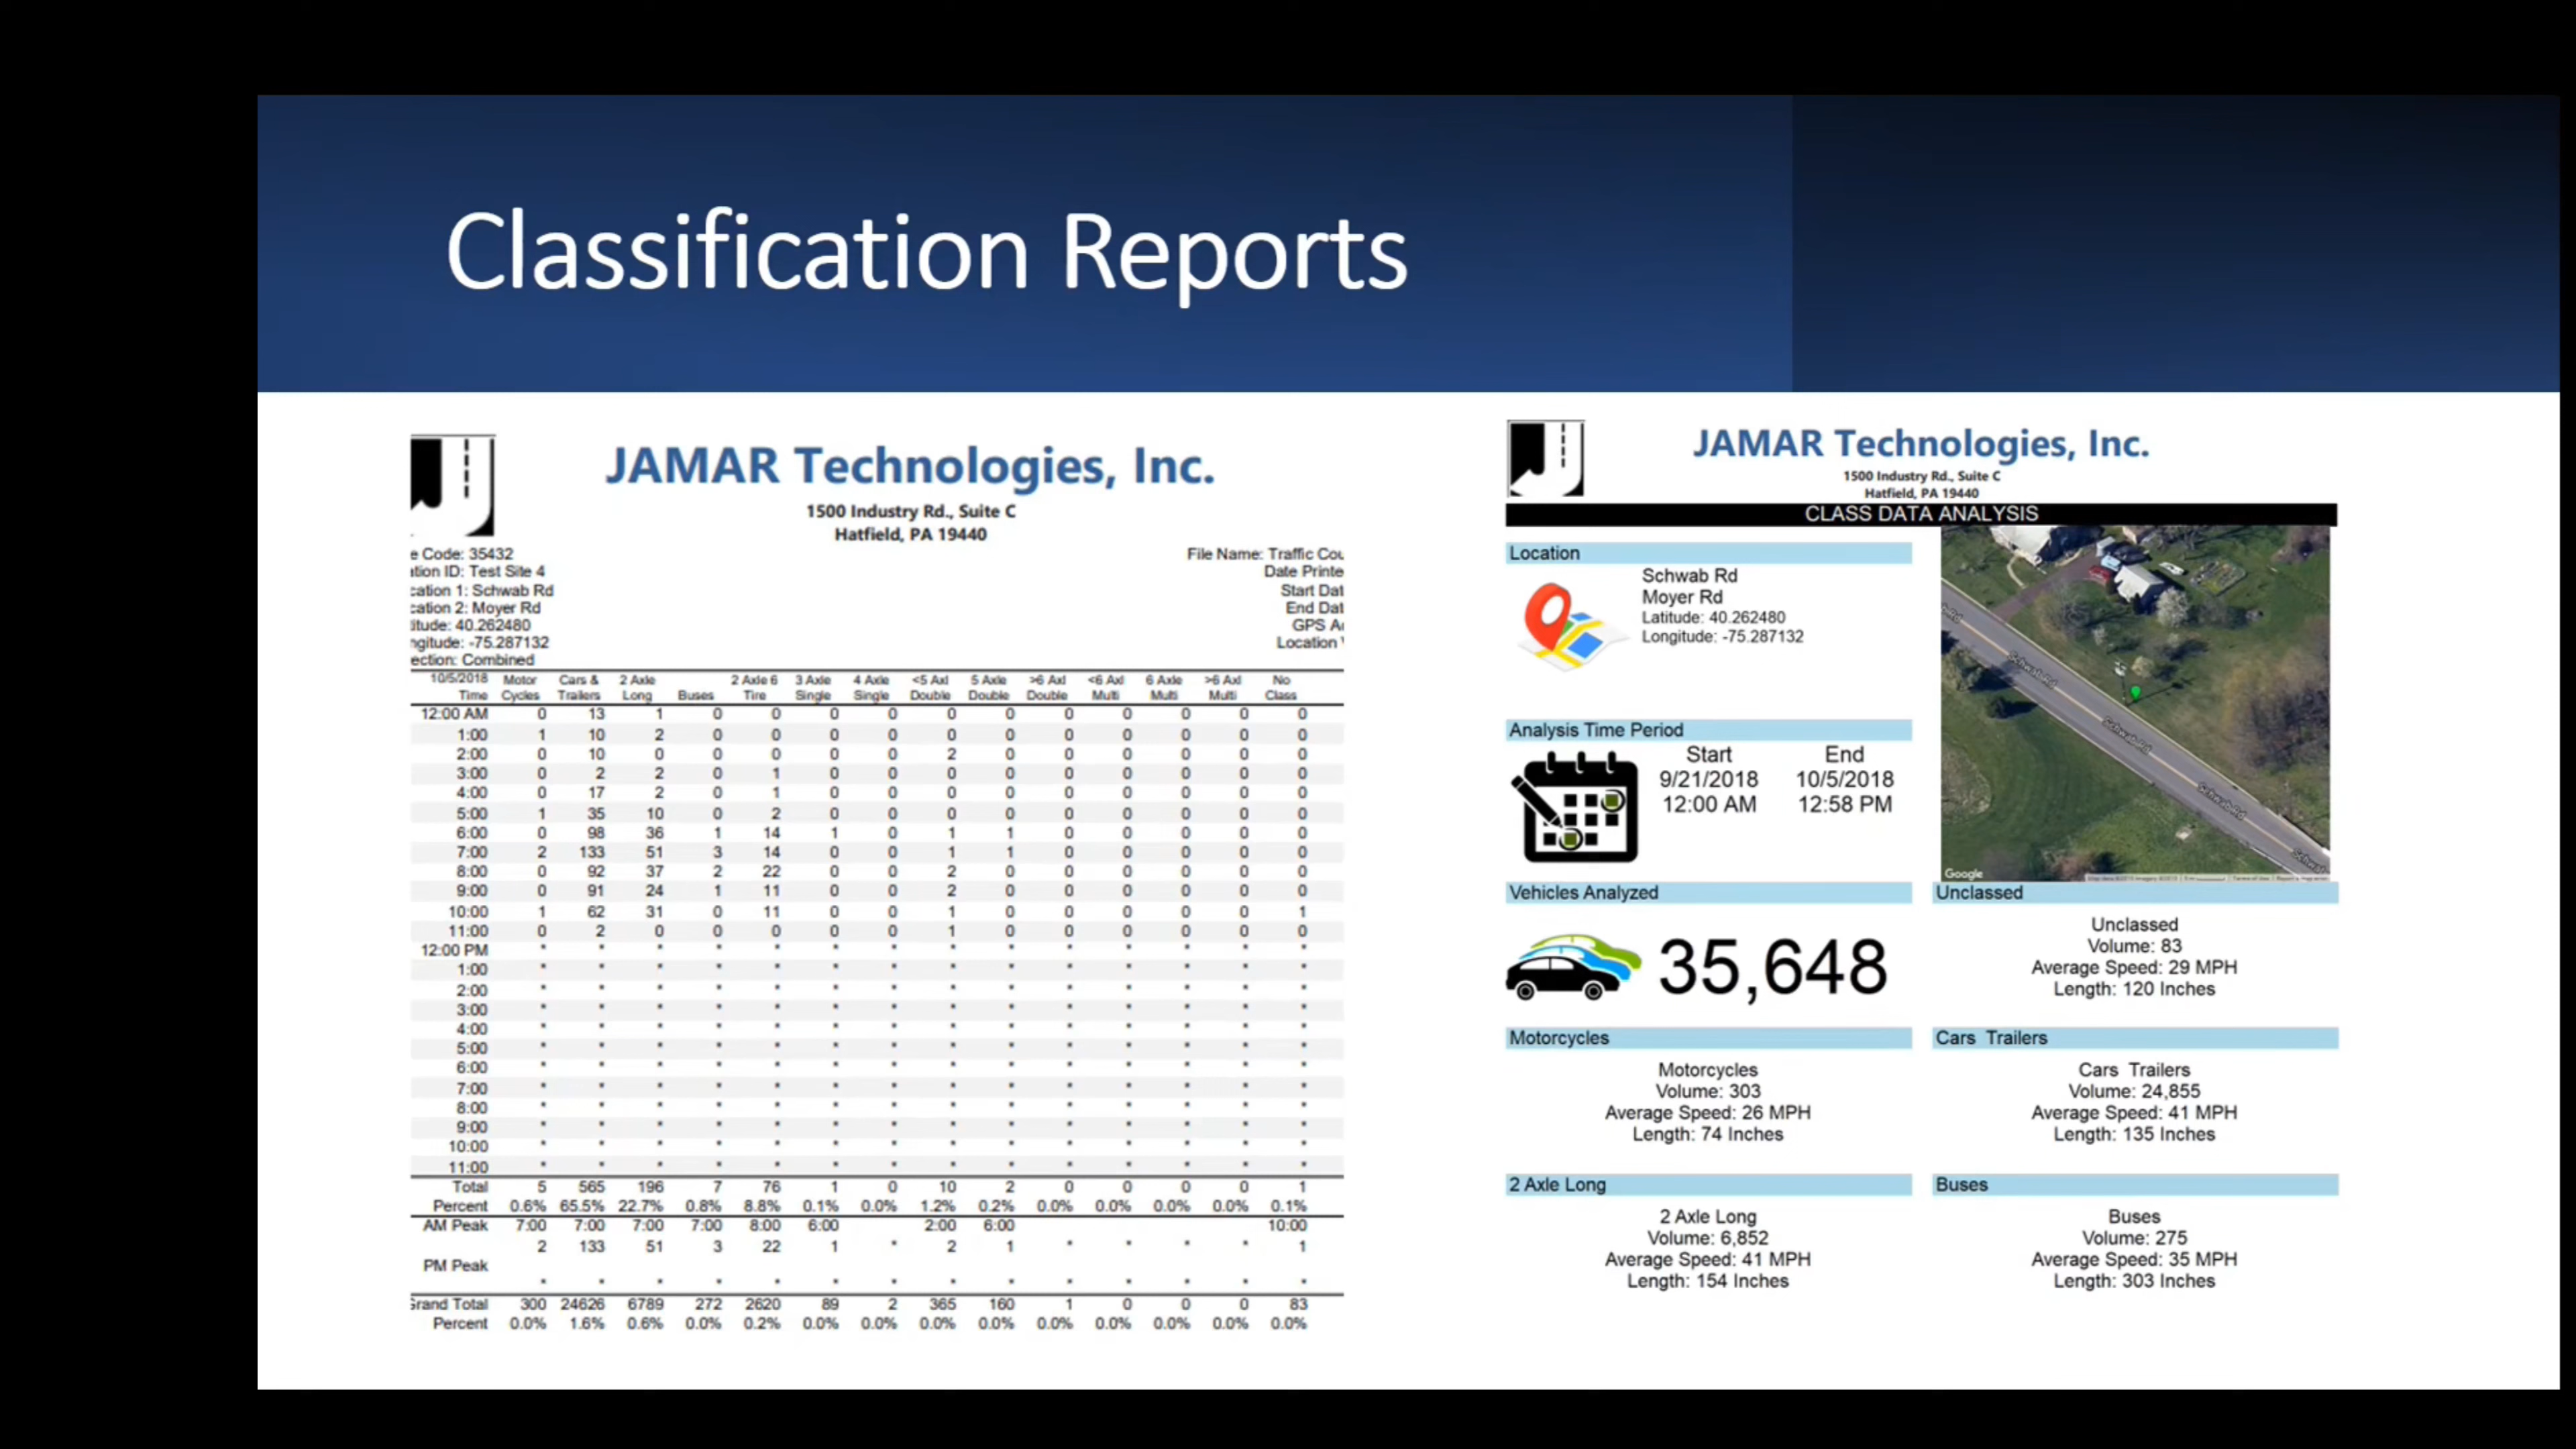 Classification Reports
JAMAR Technologies, Inc.
1500 Industry Rd., Suite C
Hatfield, PA 19440
e Code: 35432
ation ID: Test Site 4
cation 1: Schwab Rd
cation 2: Moyer Rd
itude: 40.262480
ngitude: -75.287132
ection: Combined
File Name: Traffic Cou
Date Printe
Start Dat
End Dat
GPS A
Location
10/5/2018 Motor Cars & 2 Axle 2 Axle 6 3 Axle 4 Axle <5 Axl 5 Axle >6 Axl <6 Axl 6 Axle >6 Axl No
Time Cycles Trailers Long Buses Tire Single Single Double Double Double Multi Multi Multi Class
12:00 AM 0 13 1 0 0 0 0 0 0 0 0 0 0 0
1:00 1 10 2 0 0 0 0 0 0 0 0 0 0 0
2:00 0 10 0 0 0 0 0 2 0 0 0 0 0 0
3:00 0 2 2 0 1 0 0 0 0 0 0 0 0 0
4:00 0 17 2 0 1 0 0 0 0 0 0 0 0 0
5:00 1 35 10 0 2 0 0 0 0 0 0 0 0 0
6:00 0 98 36 1 14 1 0 1 1 0 0 0 0 0
7:00 2 133 51 3 14 0 0 1 1 0 0 0 0 0
8:00 0 92 37 2 22 0 0 2 0 0 0 0 0 0
9:00 0 91 24 1 11 0 0 2 0 0 0 0 0 0
10:00 1 62 31 0 11 0 0 1 0 0 0 0 0 1
11:00 0 2 0 0 0 0 0 1 0 0 0 0 0 0
12:00 PM * * * * * * * * * * * * * *
1:00 * * * * * * * * * * * * * *
2:00 * * * * * * * * * * * * * *
3:00 * * * * * * * * * * * * * *
4:00 * * * * * * * * * * * * * *
5:00 * * * * * * * * * * * * * *
6:00 * * * * * * * * * * * * * *
7:00 * * * * * * * * * * * * * *
8:00 * * * * * * * * * * * * * *
9:00 * * * * * * * * * * * * * *
10:00 * * * * * * * * * * * * * *
11:00 * * * * * * * * * * * * * *
Total 5 565 196 7 76 1 0 10 2 0 0 0 0 1
Percent 0.6% 65.5% 22.7% 0.8% 8.8% 0.1% 0.0% 1.2% 0.2% 0.0% 0.0% 0.0% 0.0% 0.1%
AM Peak 7:00 7:00 7:00 7:00 8:00 6:00 2:00 6:00 10:00
2 133 51 3 22 1 * 2 1 * * * * 1
PM Peak
* * * * * * * * * * * * * *
Grand Total 300 24626 6789 272 2620 89 2 365 160 1 0 0 0 83
Percent 0.0% 1.6% 0.6% 0.0% 0.2% 0.0% 0.0% 0.0% 0.0% 0.0% 0.0% 0.0% 0.0% 0.0%
JAMAR Technologies, Inc.
1500 Industry Rd., Suite C
Hatfield, PA 19440
CLASS DATA ANALYSIS
Location
Schwab Rd
Moyer Rd
Latitude: 40.262480
Longitude: -75.287132
Schwab Rd
Schwab Rd
Schwab Rd
Google
Analysis Time Period
Start End
9/21/2018 10/5/2018
12:00 AM 12:58 PM
Vehicles Analyzed
35,648
Unclassed
Unclassed
Volume: 83
Average Speed: 29 MPH
Length: 120 Inches
Motorcycles
Motorcycles
Volume: 303
Average Speed: 26 MPH
Length: 74 Inches
Cars Trailers
Cars Trailers
Volume: 24,855
Average Speed: 41 MPH
Length: 135 Inches
2 Axle Long
2 Axle Long
Volume: 6,852
Average Speed: 41 MPH
Length: 154 Inches
Buses
Buses
Volume: 275
Average Speed: 35 MPH
Length: 303 Inches